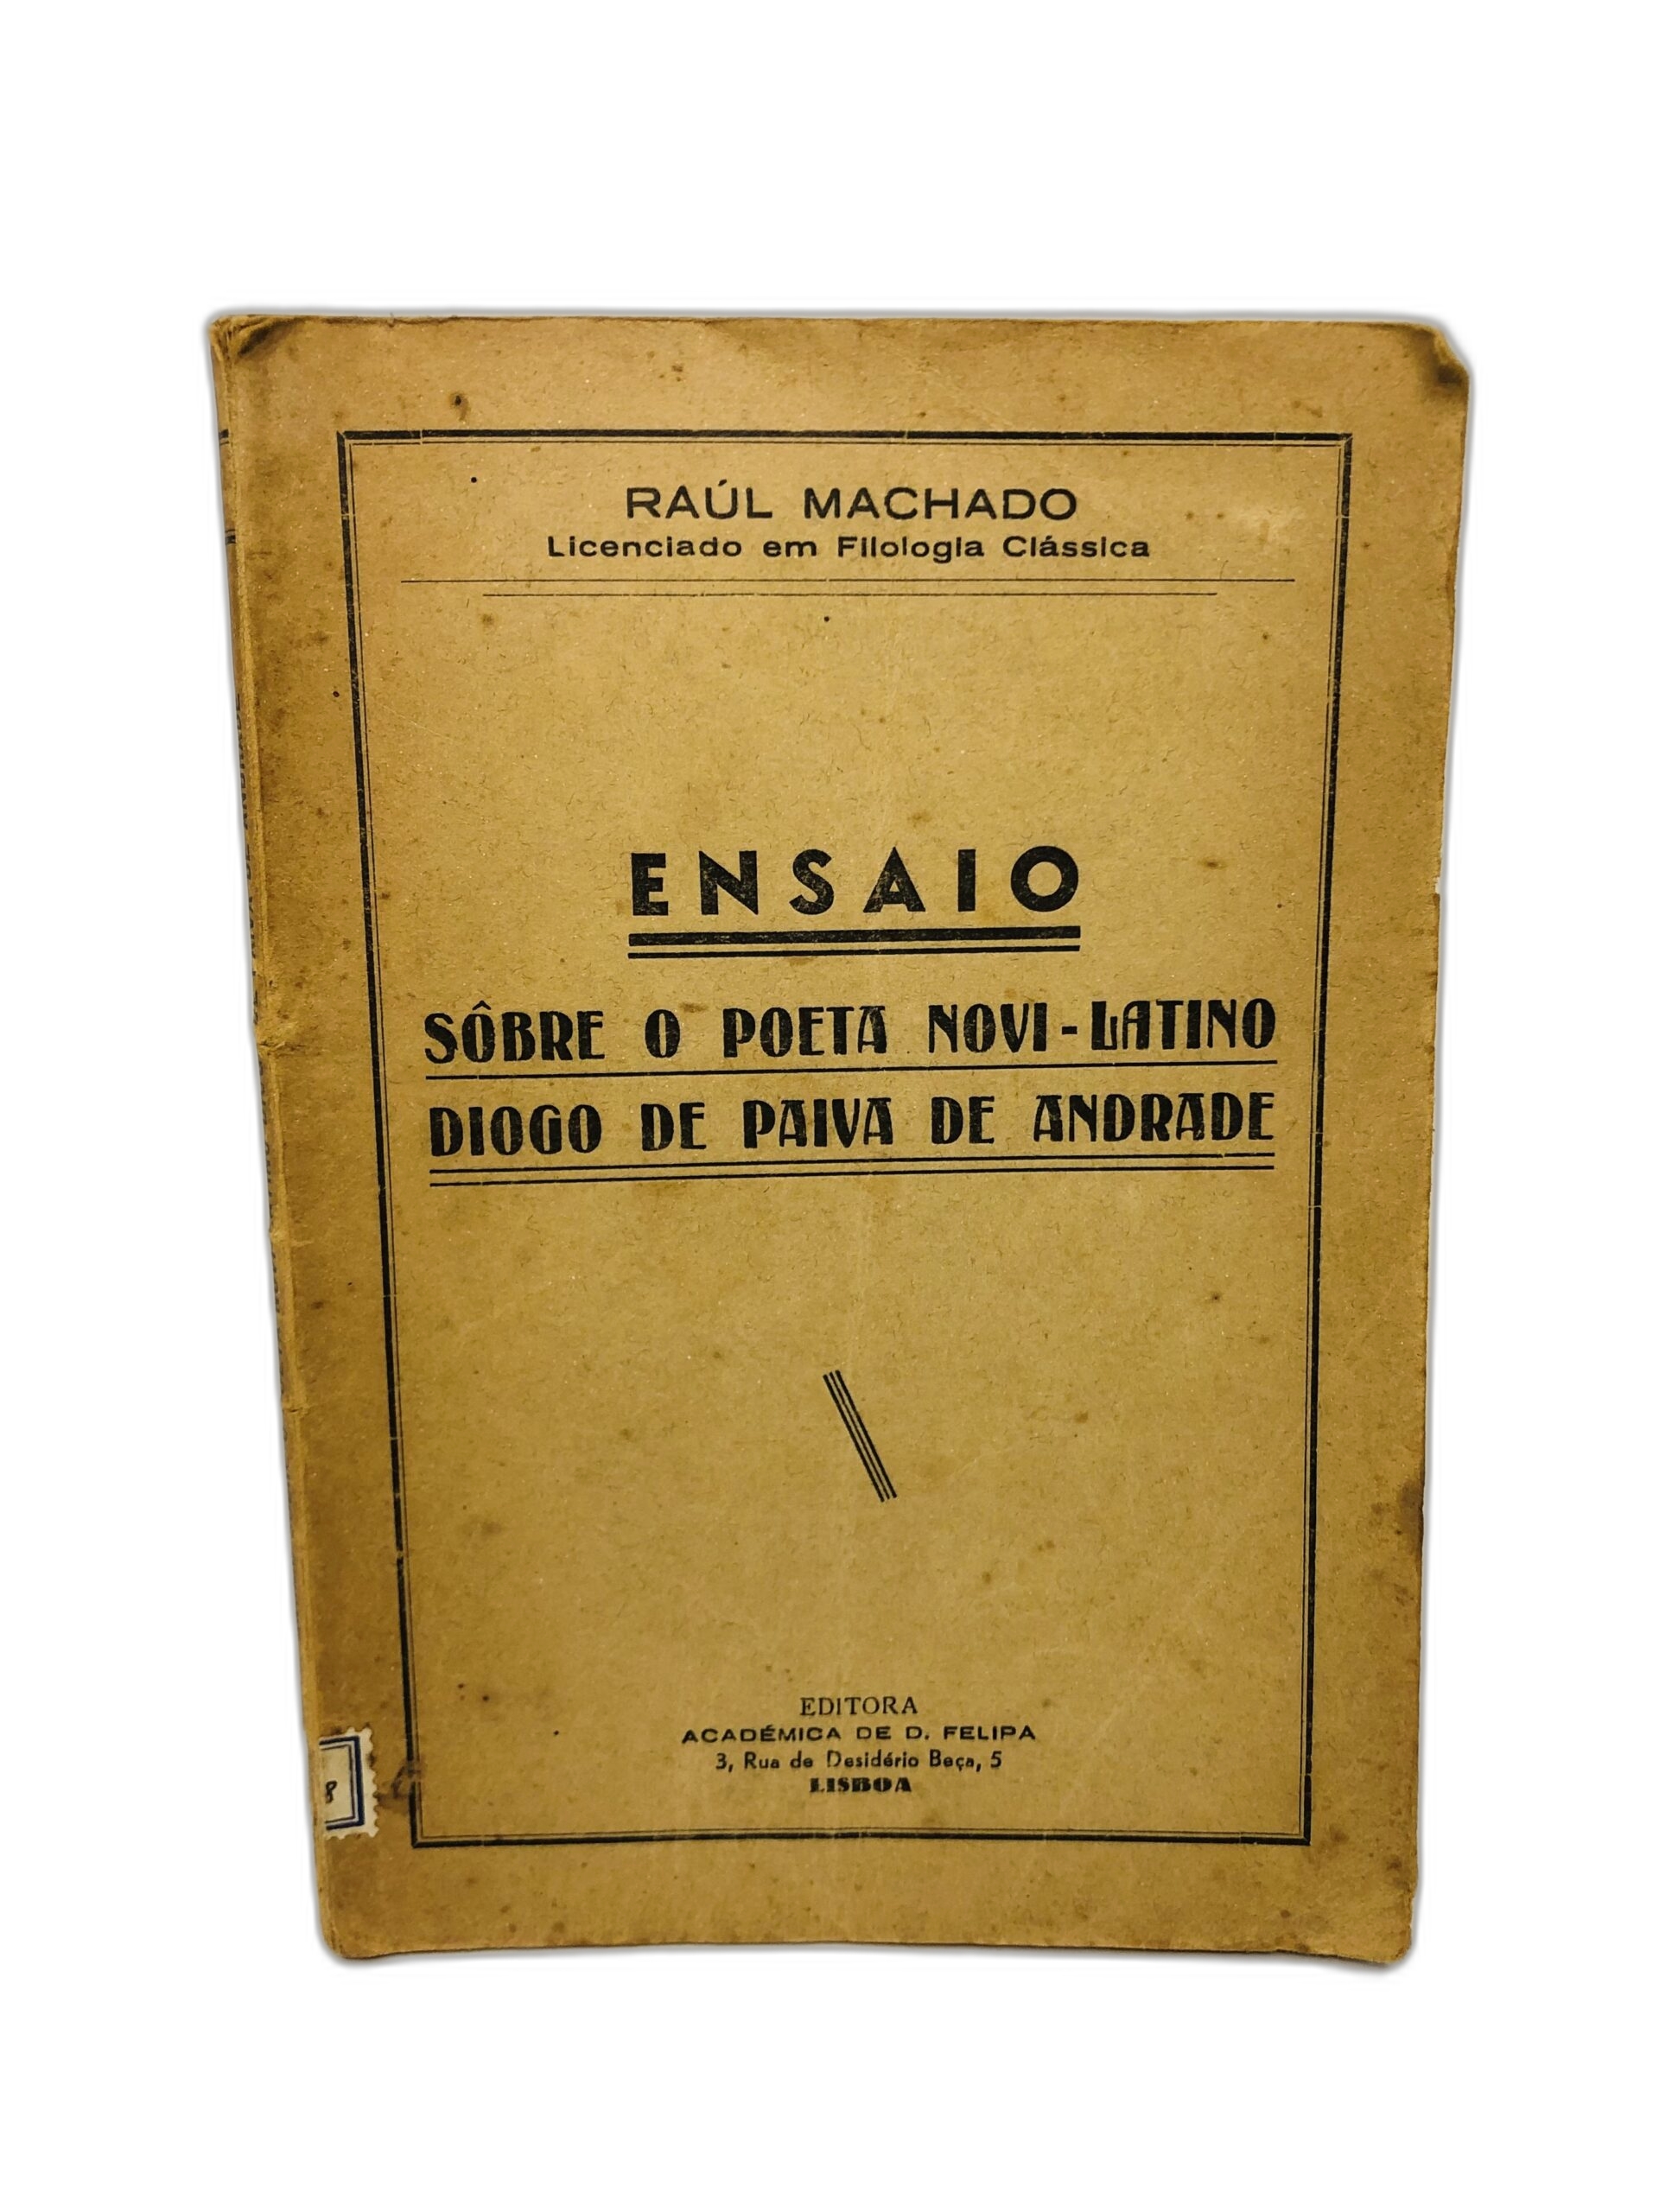 RAÚL MACHADO
Licenciado em Filologia Clássica
ENSAIO
SÔBRE O POETA NOVI-LATINO
DIOGO DE PAIVA DE ANDRADE
EDITORA
ACADÉMICA DE D. FELIPA
3, Rua de Desidério Beça, 5
LISBOA
8